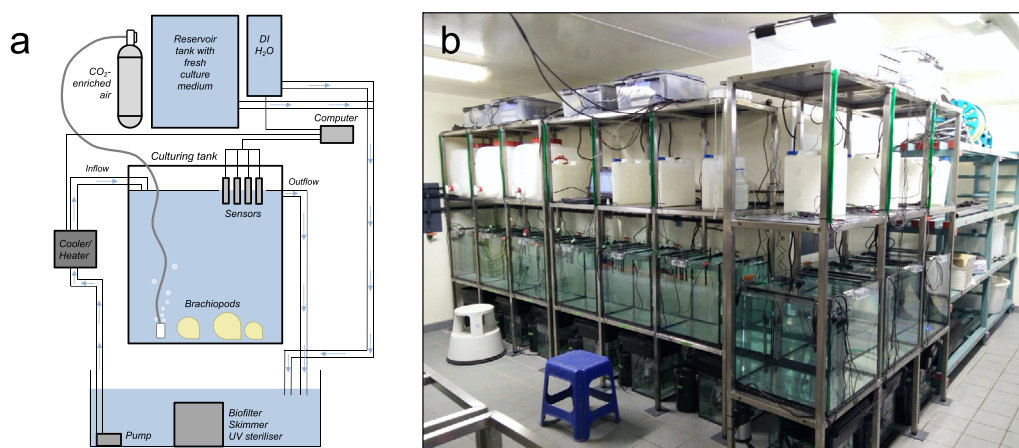 a
Reservoir
tank with
fresh
culture
medium
DI
H₂O
CO₂-
enriched
air
Computer
Culturing tank
Inflow
Outflow
Sensors
Cooler/
Heater
Brachiopods
Biofilter
Skimmer
UV steriliser
Pump
b